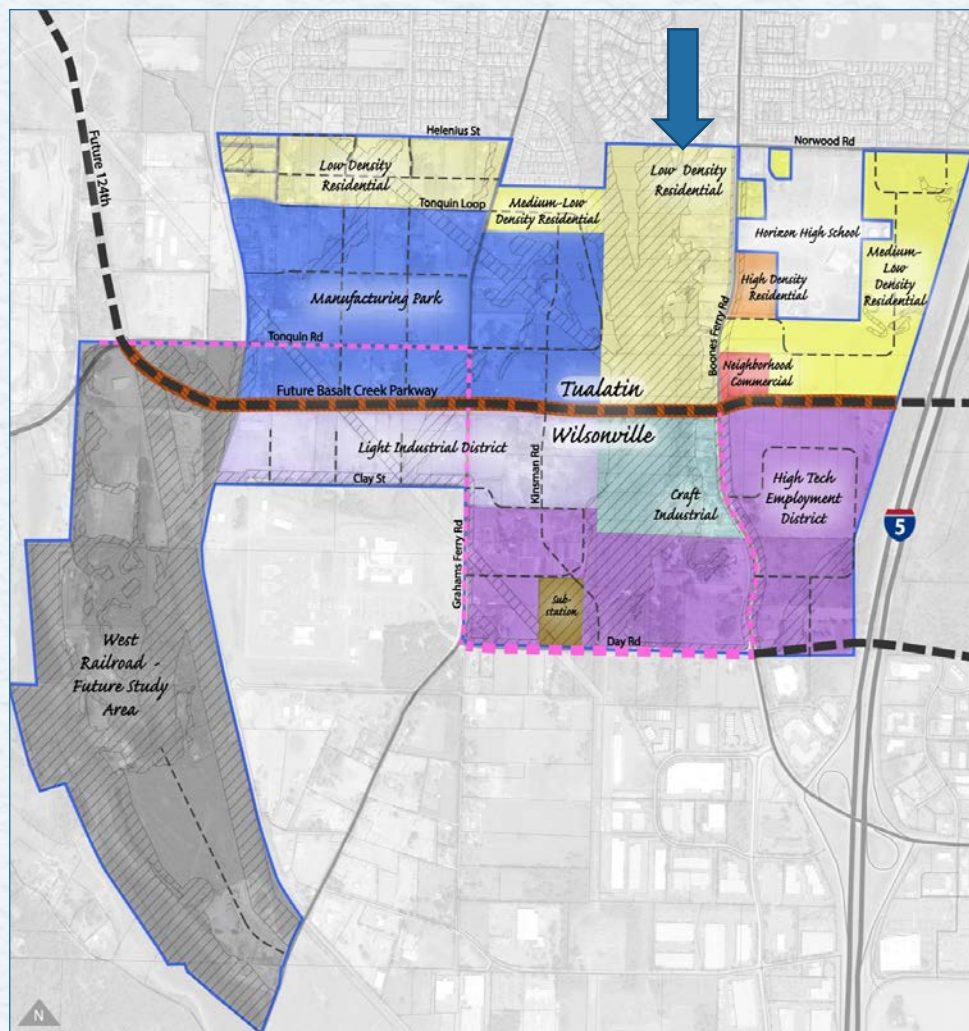 Future 124th
Helenius St
Norwood Rd
Low Density
Residential
Low Density
Residential
Tonquin Loop
Medium-Low
Density Residential
Horizon High School
Medium-
Low
Density
Residential
High Density
Residential
Manufacturing Park
Boones Ferry Rd
Tonquin Rd
Neighborhood
Commercial
Future Basalt Creek Parkway
Tualatin
Wilsonville
Light Industrial District
Kinsman Rd
Clay St
High Tech
Employment
District
Craft
Industrial
5
Grahams Ferry Rd
Sub-
station
Day Rd
West
Railroad -
Future Study
Area
N